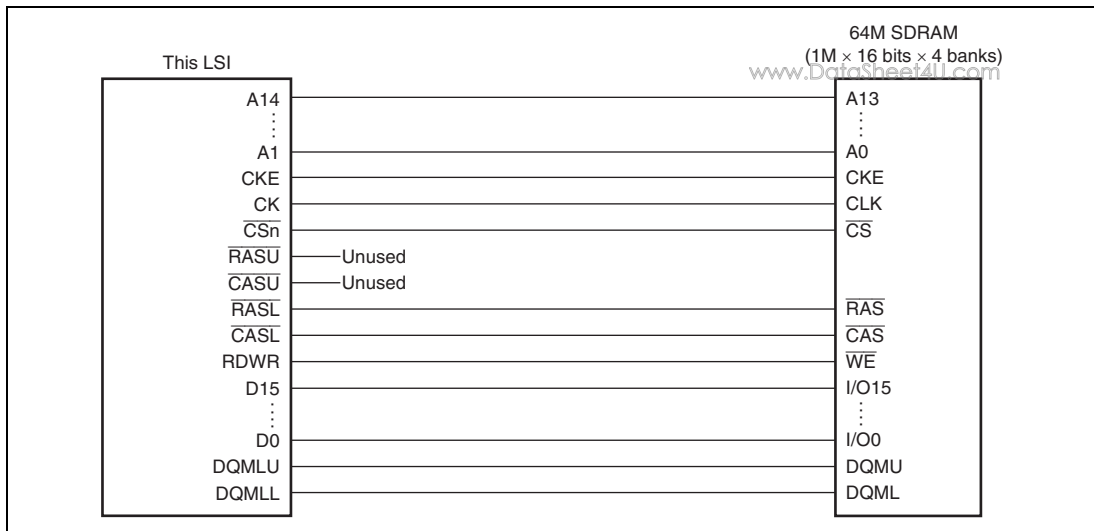 64M SDRAM
(1M × 16 bits × 4 banks)
www.DataSheet4U.com
This LSI
A14 A13
A1 A0
CKE CKE
CK CLK
CSn CS
RASU Unused
CASU Unused
RASL RAS
CASL CAS
RDWR WE
D15 I/O15
D0 I/O0
DQMLU DQMU
DQMLL DQML